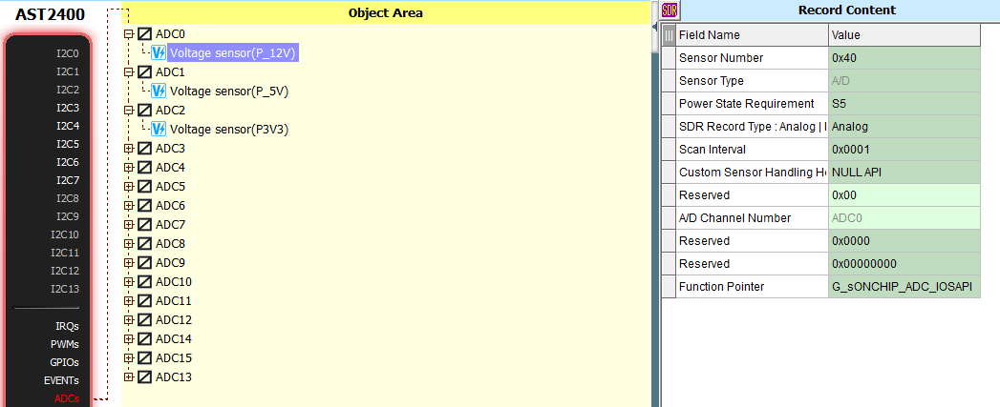 AST2400
I2C0
I2C1
I2C2
I2C3
I2C4
I2C5
I2C6
I2C7
I2C8
I2C9
I2C10
I2C11
I2C12
I2C13
IRQs
PWMs
GPIOs
EVENTs
ADCs
Object Area
ADC0
Voltage sensor(P_12V)
ADC1
Voltage sensor(P_5V)
ADC2
Voltage sensor(P3V3)
ADC3
ADC4
ADC5
ADC6
ADC7
ADC8
ADC9
ADC10
ADC11
ADC12
ADC14
ADC15
ADC13
SDR Record Content
Field Name Value
Sensor Number 0x40
Sensor Type A/D
Power State Requirement S5
SDR Record Type : Analog | Analog
Scan Interval 0x0001
Custom Sensor Handling NULL API
Reserved 0x00
A/D Channel Number ADC0
Reserved 0x0000
Reserved 0x00000000
Function Pointer G_sONCHIP_ADC_IOSAPI